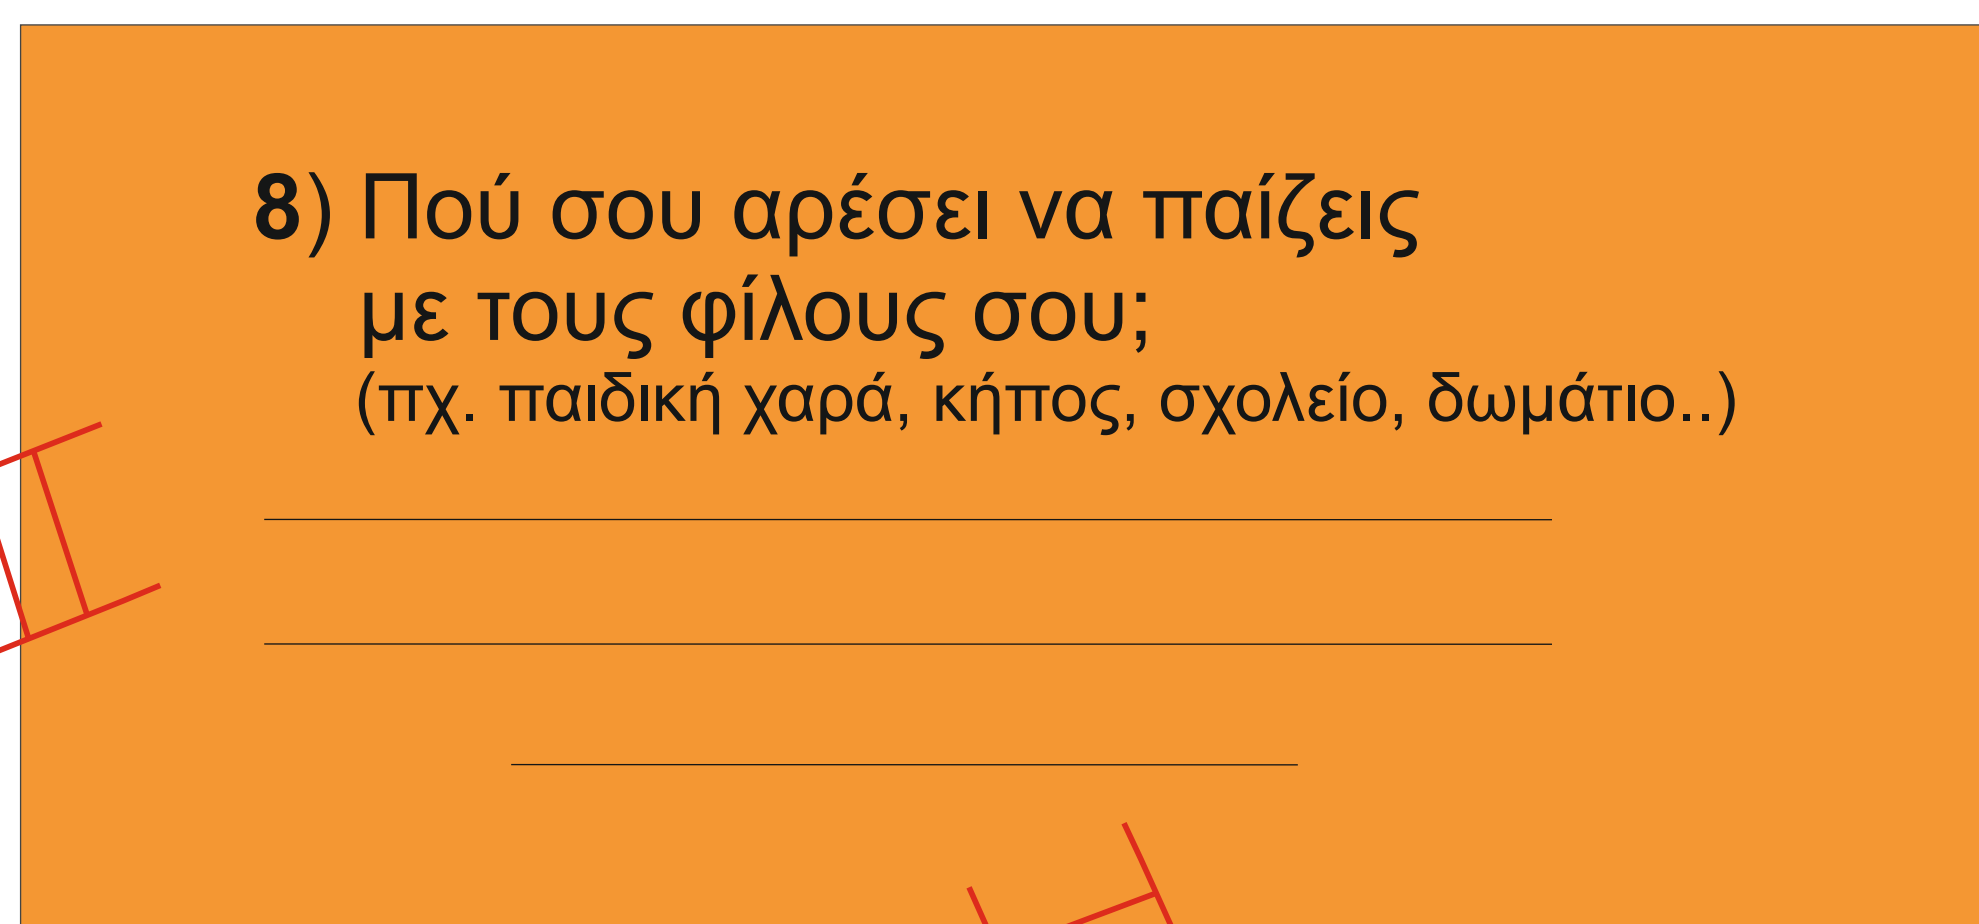 8) Πού σου αρέσει να παίζεις
με τους φίλους σου;
(πχ. παιδική χαρά, κήπος, σχολείο, δωμάτιο..)